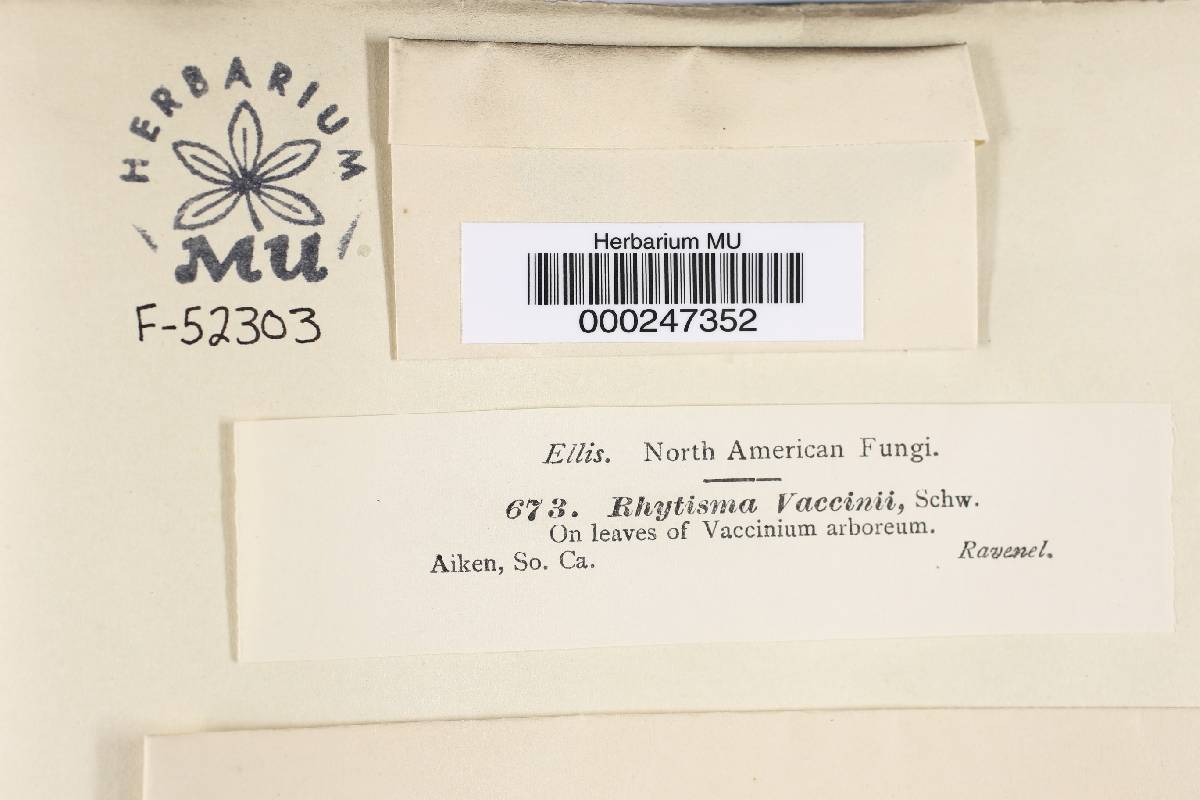 HERBARIUM
MU
F-52303
Herbarium MU
000247352
Ellis. North American Fungi.
673. Rhytisma Vaccinii, Schw.
On leaves of Vaccinium arboreum.
Aiken, So. Ca. Ravenel.